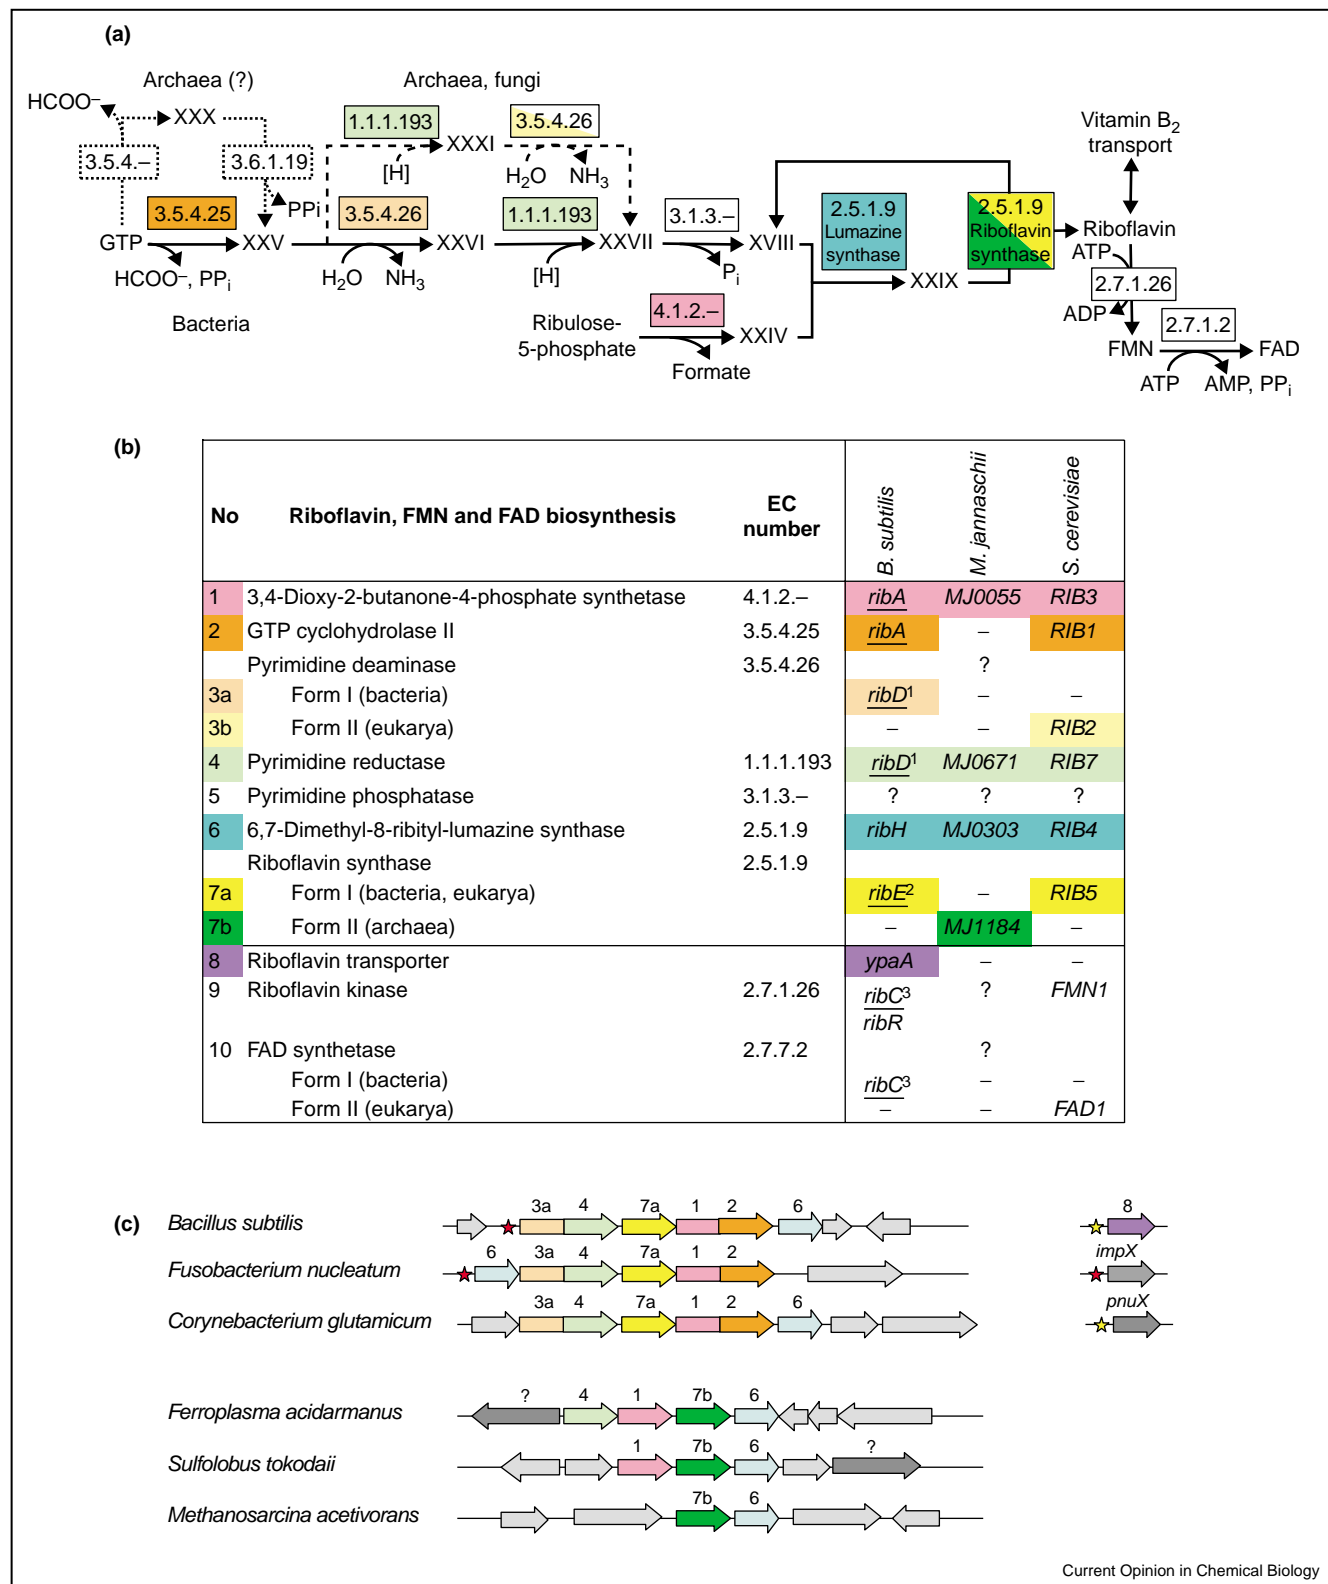 (a)
Archaea (?)
Archaea, fungi
HCOO⁻
XXX
1.1.1.193
XXXI
3.5.4.26
Vitamin B₂
transport
3.5.4.–
3.6.1.19
[H]
H₂O
NH₃
PPi
3.5.4.25
3.5.4.26
1.1.1.193
3.1.3.–
2.5.1.9
Lumazine
synthase
2.5.1.9
Riboflavin
synthase
GTP
XXV
XXVI
XXVII
XVIII
XXIX
Riboflavin
HCOO⁻, PPᵢ
H₂O
NH₃
[H]
Pᵢ
ATP
2.7.1.26
ADP
Bacteria
Ribulose-
5-phosphate
4.1.2.–
XXIV
Formate
2.7.1.2
FMN
FAD
ATP
AMP, PPᵢ
(b)
No Riboflavin, FMN and FAD biosynthesis EC number B. subtilis M. jannaschii S. cerevisiae
1 3,4-Dioxy-2-butanone-4-phosphate synthetase 4.1.2.– ribA MJ0055 RIB3
2 GTP cyclohydrolase II 3.5.4.25 ribA – RIB1
Pyrimidine deaminase 3.5.4.26 ?
3a Form I (bacteria) ribD¹ – –
3b Form II (eukarya) – – RIB2
4 Pyrimidine reductase 1.1.1.193 ribD¹ MJ0671 RIB7
5 Pyrimidine phosphatase 3.1.3.– ? ? ?
6 6,7-Dimethyl-8-ribityl-lumazine synthase 2.5.1.9 ribH MJ0303 RIB4
Riboflavin synthase 2.5.1.9
7a Form I (bacteria, eukarya) ribE² – RIB5
7b Form II (archaea) – MJ1184 –
8 Riboflavin transporter ypaA – –
9 Riboflavin kinase 2.7.1.26 ribC³ ? FMN1
ribR
10 FAD synthetase 2.7.7.2 ?
Form I (bacteria) ribC³ – –
Form II (eukarya) – – FAD1
(c)
3a 4 7a 1 2 6 8
Bacillus subtilis
6 3a 4 7a 1 2 impX
Fusobacterium nucleatum
3a 4 7a 1 2 6 pnuX
Corynebacterium glutamicum
? 4 1 7b 6
Ferroplasma acidarmanus
1 7b 6 ?
Sulfolobus tokodaii
7b 6
Methanosarcina acetivorans
Current Opinion in Chemical Biology